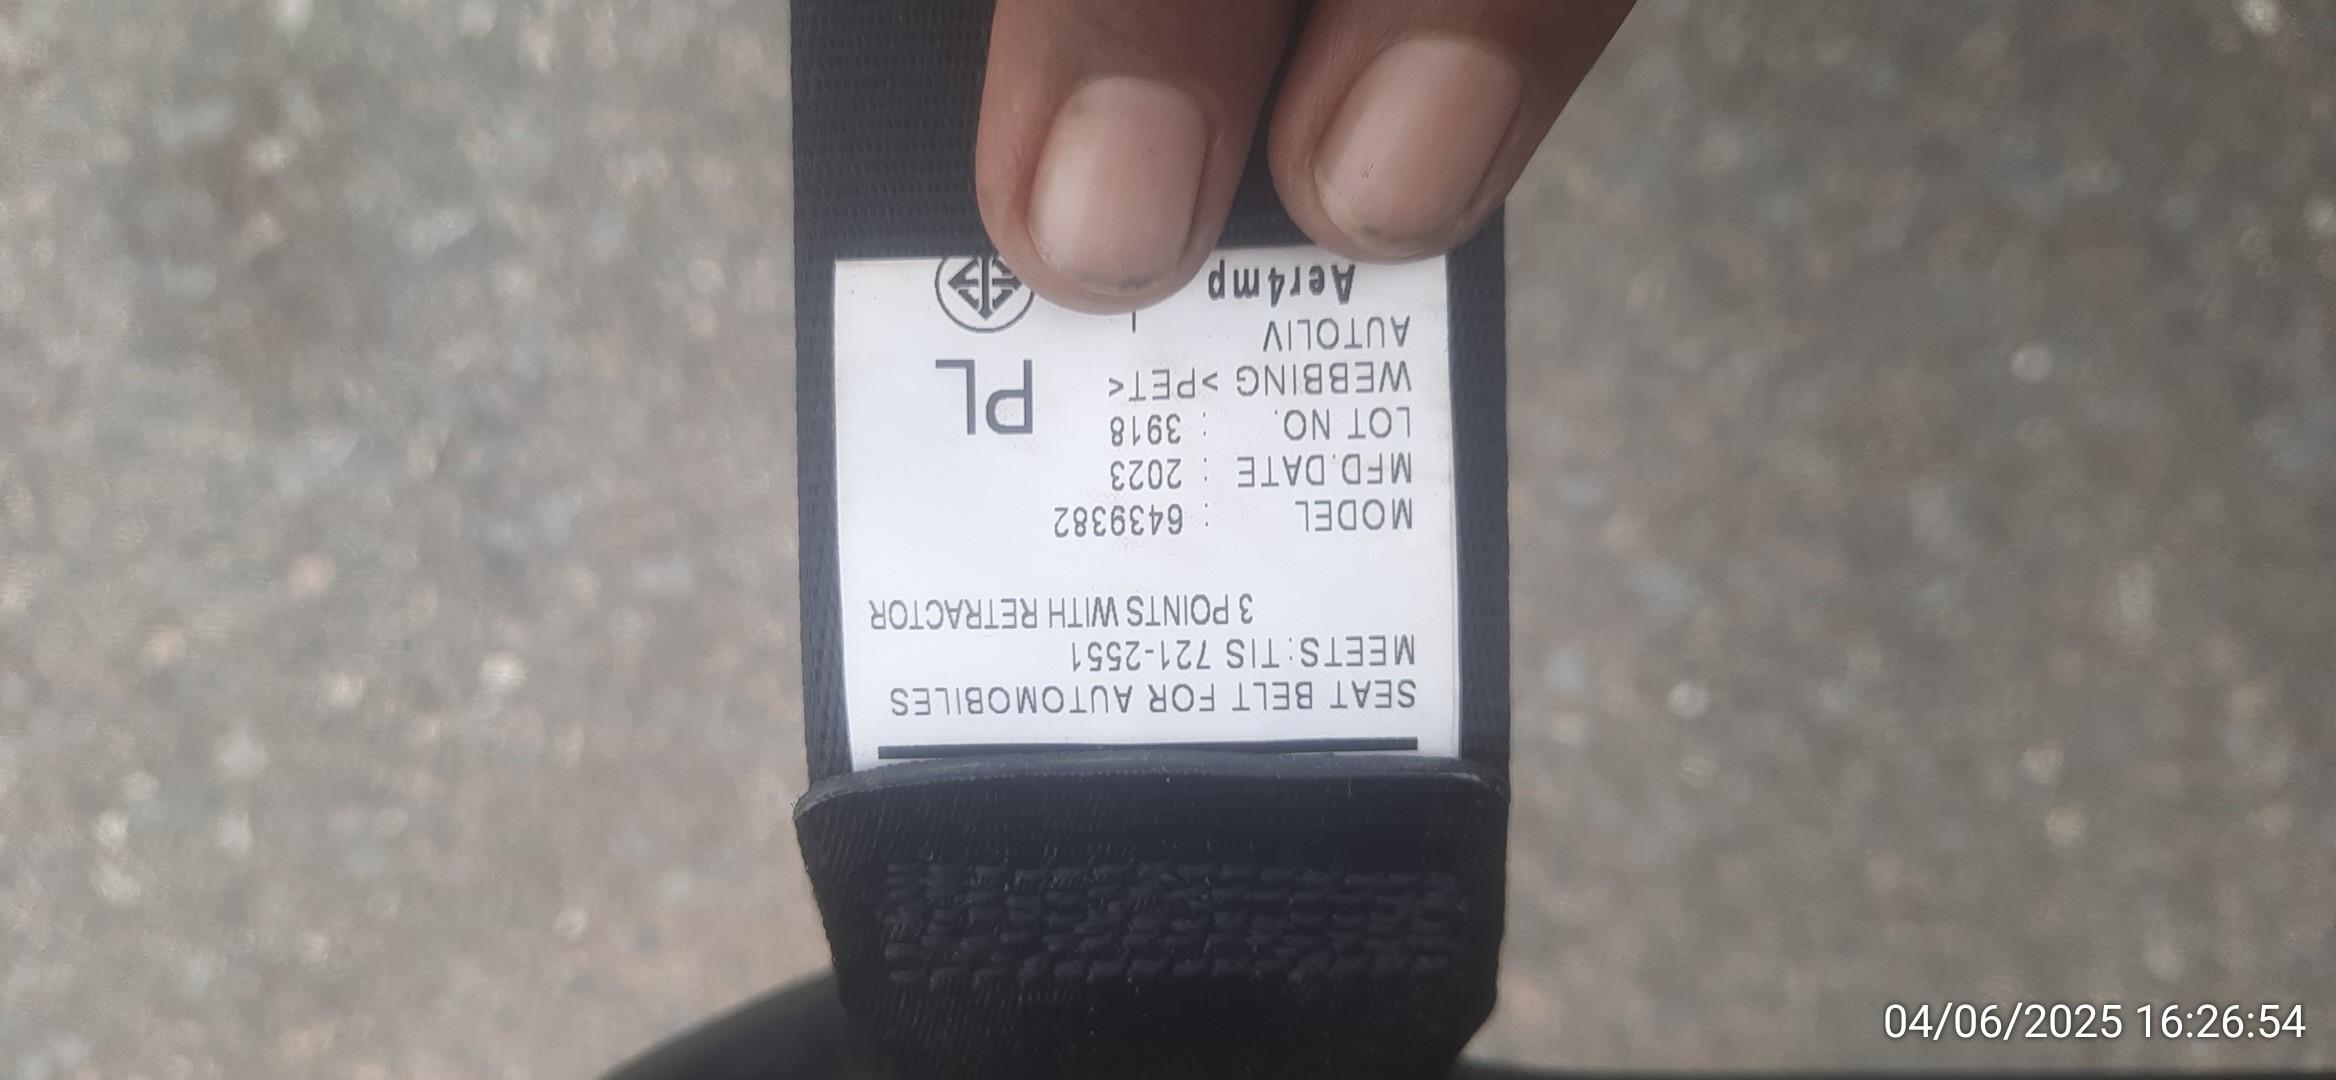 SEAT BELT FOR AUTOMOBILES
MEETS:TIS 721-2551
3 POINTS WITH RETRACTOR
MODEL : 6439382
MFD.DATE : 2023
LOT NO. : 3918
WEBBING >PET<
PL
AUTOLIV
Aer4mp
04/06/2025 16:26:54